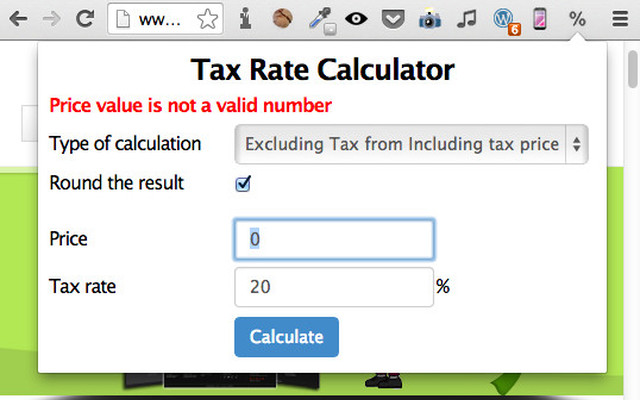 ww...
6
%
Tax Rate Calculator
Price value is not a valid number
Type of calculation Excluding Tax from Including tax price
Round the result
Price 0
Tax rate 20 %
Calculate